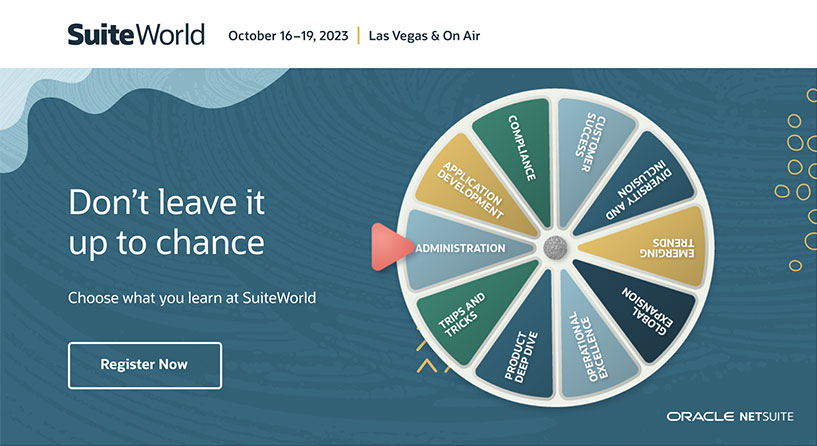 SuiteWorld
October 16–19, 2023 | Las Vegas & On Air
Don’t leave it
up to chance
Choose what you learn at SuiteWorld
Register Now
ADMINISTRATION
APPLICATION
DEVELOPMENT
COMPLIANCE
CUSTOMER
SUCCESS
DIVERSITY AND
INCLUSION
EMERGING
TRENDS
GLOBAL
EXPANSION
OPERATIONAL
EXCELLENCE
PRODUCT
DEEP DIVE
TRIPS AND
TRICKS
ORACLE NETSUITE